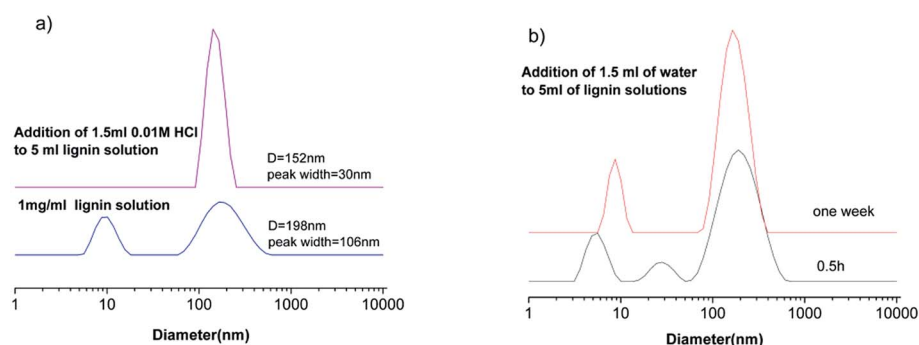 a)
Addition of 1.5ml 0.01M HCl
to 5 ml lignin solution
D=152nm
peak width=30nm
1mg/ml lignin solution
D=198nm
peak width=106nm
1 10 100 1000 10000
Diameter(nm)
b)
Addition of 1.5 ml of water
to 5ml of lignin solutions
one week
0.5h
1 10 100 1000 10000
Diameter(nm)